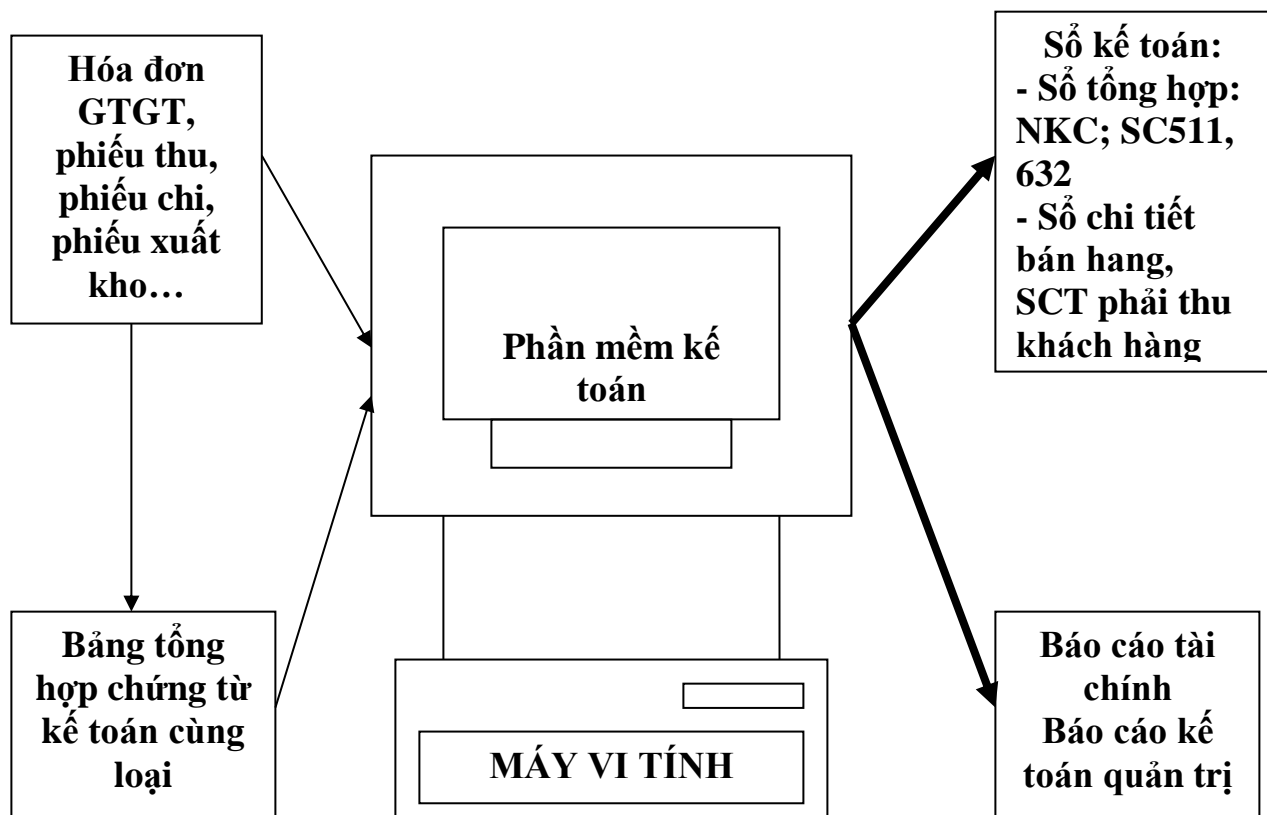 Hóa đơn
GTGT,
phiếu thu,
phiếu chi,
phiếu xuất
kho…
Bảng tổng
hợp chứng từ
kế toán cùng
loại
Phần mềm kế
toán
MÁY VI TÍNH
Sổ kế toán:
- Sổ tổng hợp:
NKC; SC511,
632
- Sổ chi tiết
bán hang,
SCT phải thu
khách hàng
Báo cáo tài
chính
Báo cáo kế
toán quản trị